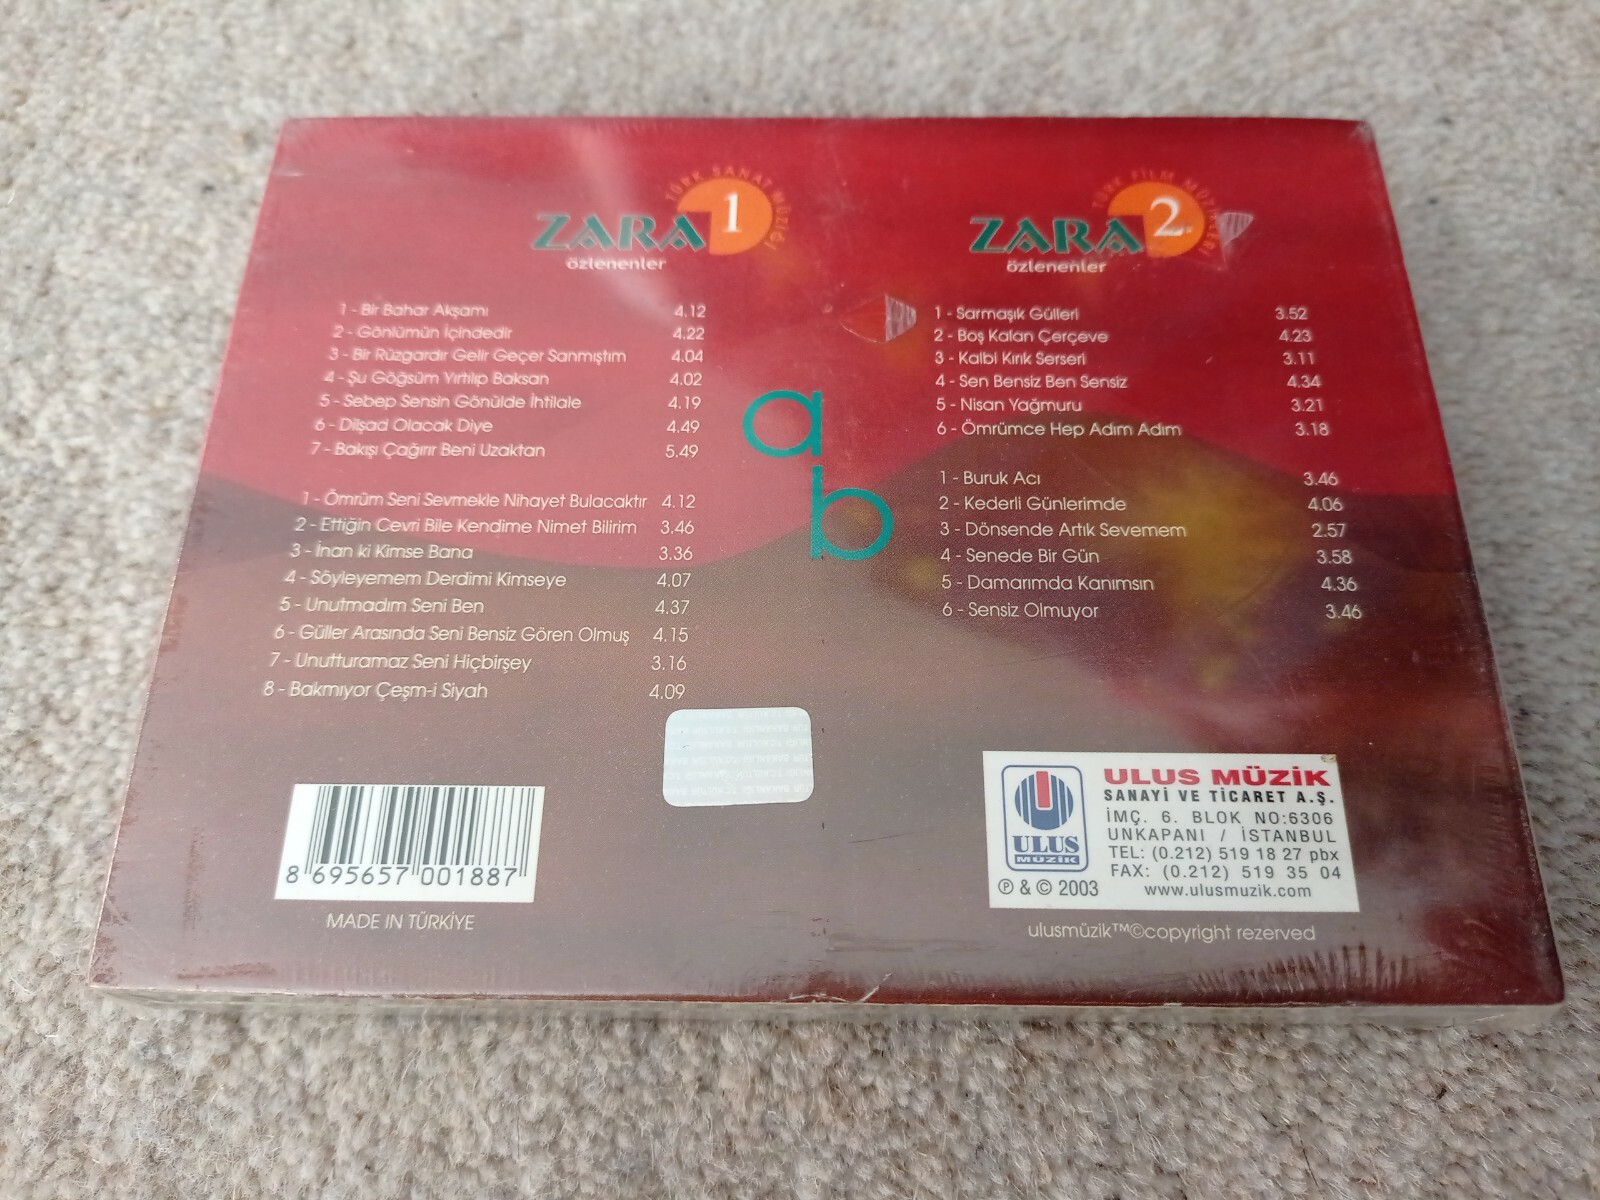 TÜRK SANAT MÜZİĞİ
ZARA 1
özlenenler
1 - Bir Bahar Akşamı 4.12
2 - Gönlümün İçindedir 4.22
3 - Bir Rüzgardır Gelir Geçer Sanmıştım 4.04
4 - Şu Göğsüm Yırtılıp Baksan 4.02
5 - Sebep Sensin Gönülde İhtilale 4.19
6 - Dilşad Olacak Diye 4.49
7 - Bakışı Çağırır Beni Uzaktan 5.49
1 - Ömrüm Seni Sevmekle Nihayet Bulacaktır 4.12
2 - Ettiğin Cevri Bile Kendime Nimet Bilirim 3.46
3 - İnan ki Kimse Bana 3.36
4 - Söyleyemem Derdimi Kimseye 4.07
5 - Unutmadım Seni Ben 4.37
6 - Güller Arasında Seni Bensiz Gören Olmuş 4.15
7 - Unutturamaz Seni Hiçbirşey 3.16
8 - Bakmıyor Çeşm-i Siyah 4.09
a
b
TÜRK FİLM MÜZİKLERİ
ZARA 2
özlenenler
1 - Sarmaşık Gülleri 3.52
2 - Boş Kalan Çerçeve 4.23
3 - Kalbi Kırık Serseri 3.11
4 - Sen Bensiz Ben Sensiz 4.34
5 - Nisan Yağmuru 3.21
6 - Ömrümce Hep Adım Adım 3.18
1 - Buruk Acı 3.46
2 - Kederli Günlerimde 4.06
3 - Dönsende Artık Sevemem 2.57
4 - Senede Bir Gün 3.58
5 - Damarımda Kanımsın 4.36
6 - Sensiz Olmuyor 3.46
8 695657 001887
MADE IN TÜRKİYE
ULUS
MÜZİK
℗ & © 2003
ULUS MÜZİK
SANAYİ VE TİCARET A.Ş.
İMÇ. 6. BLOK NO:6306
UNKAPANI / İSTANBUL
TEL: (0.212) 519 18 27 pbx
FAX: (0.212) 519 35 04
www.ulusmuzik.com
ulusmüzik™©copyright rezerved